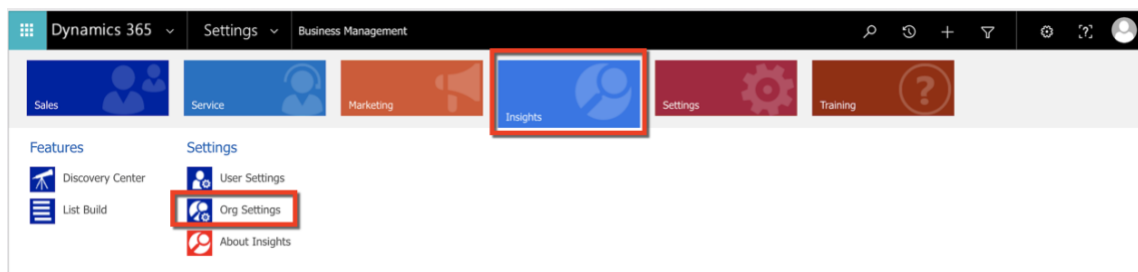 Dynamics 365 Settings Business Management
Sales Service Marketing Insights Settings Training
Features Settings
Discovery Center User Settings
List Build Org Settings
About Insights